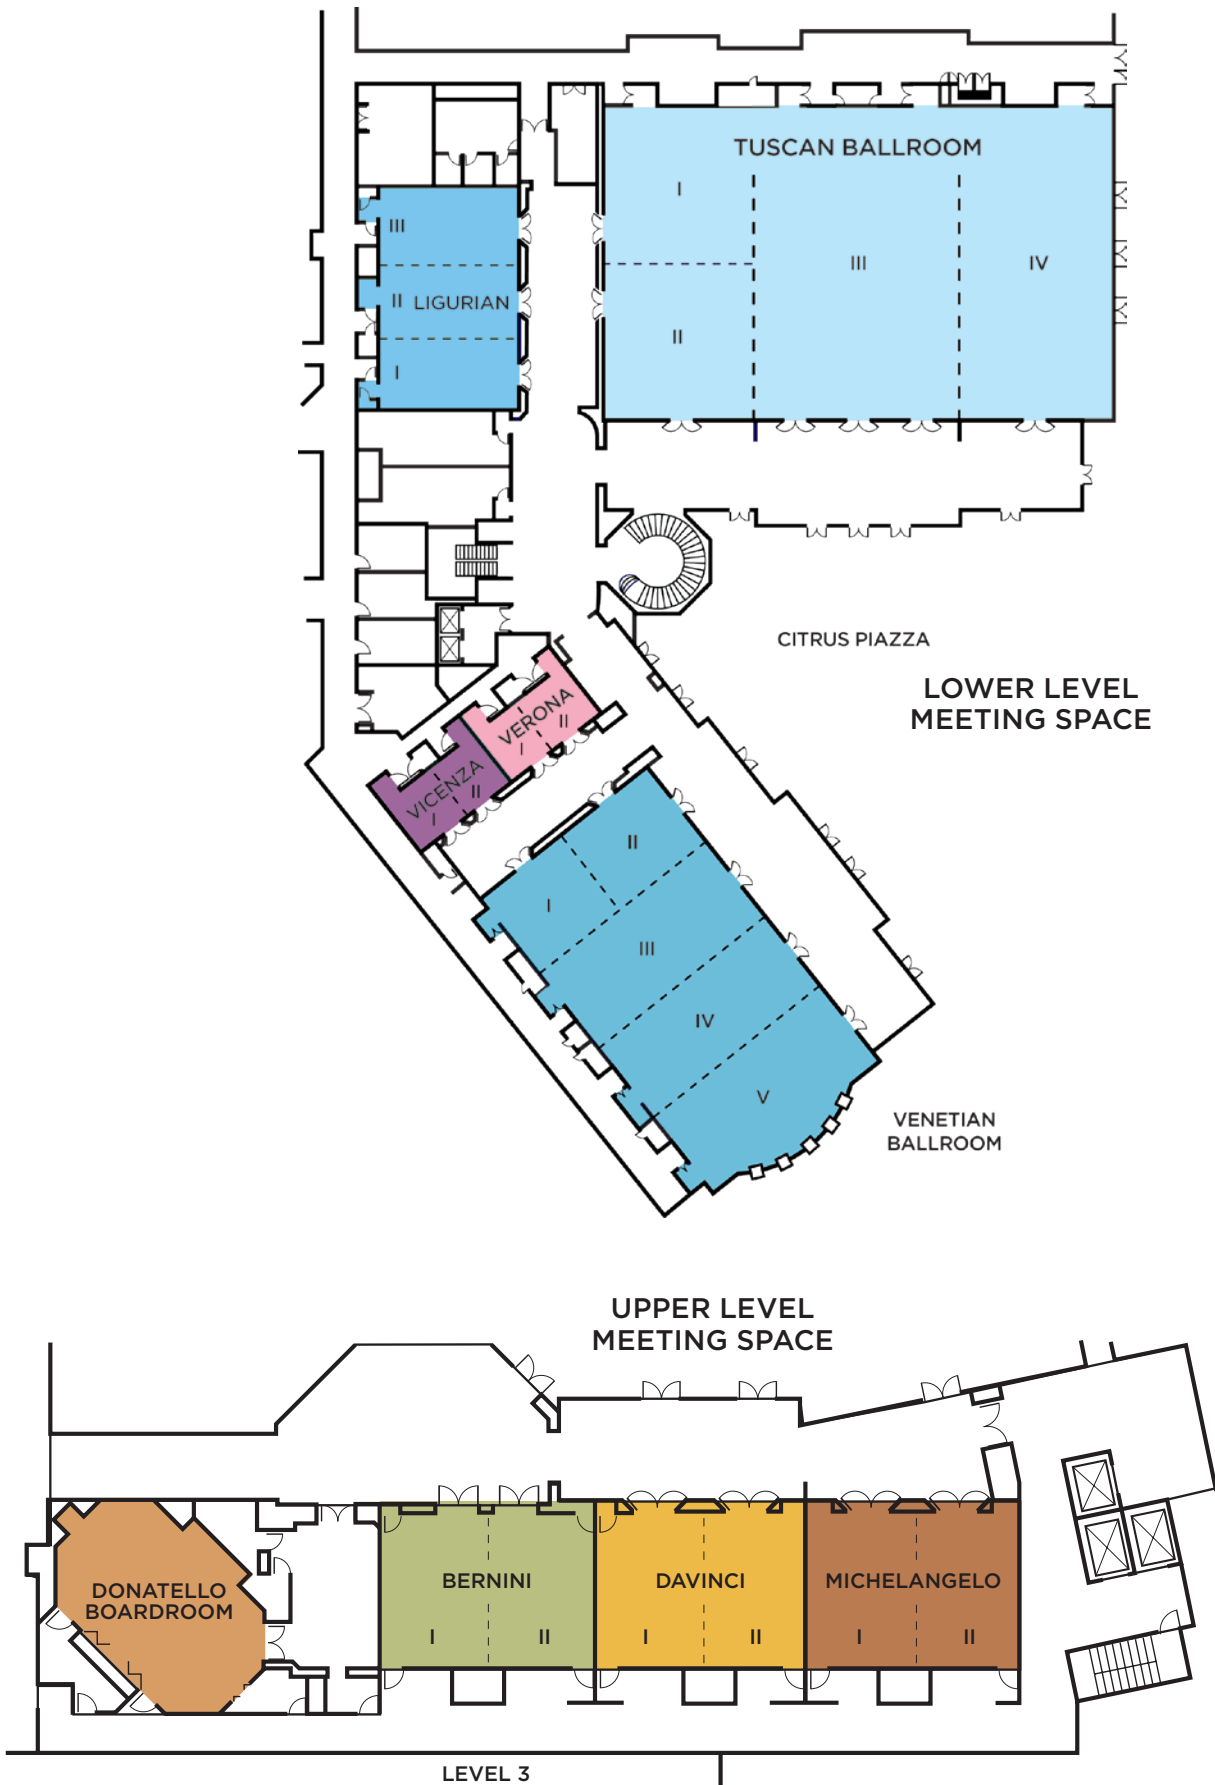 TUSCAN BALLROOM
I
III
III
IV
II LIGURIAN
II
I
CITRUS PIAZZA
LOWER LEVEL
MEETING SPACE
VERONA
I II
VICENZA
I II
II
I
III
IV
V
VENETIAN
BALLROOM
UPPER LEVEL
MEETING SPACE
DONATELLO
BOARDROOM
BERNINI
DAVINCI
MICHELANGELO
I II I II I II
LEVEL 3